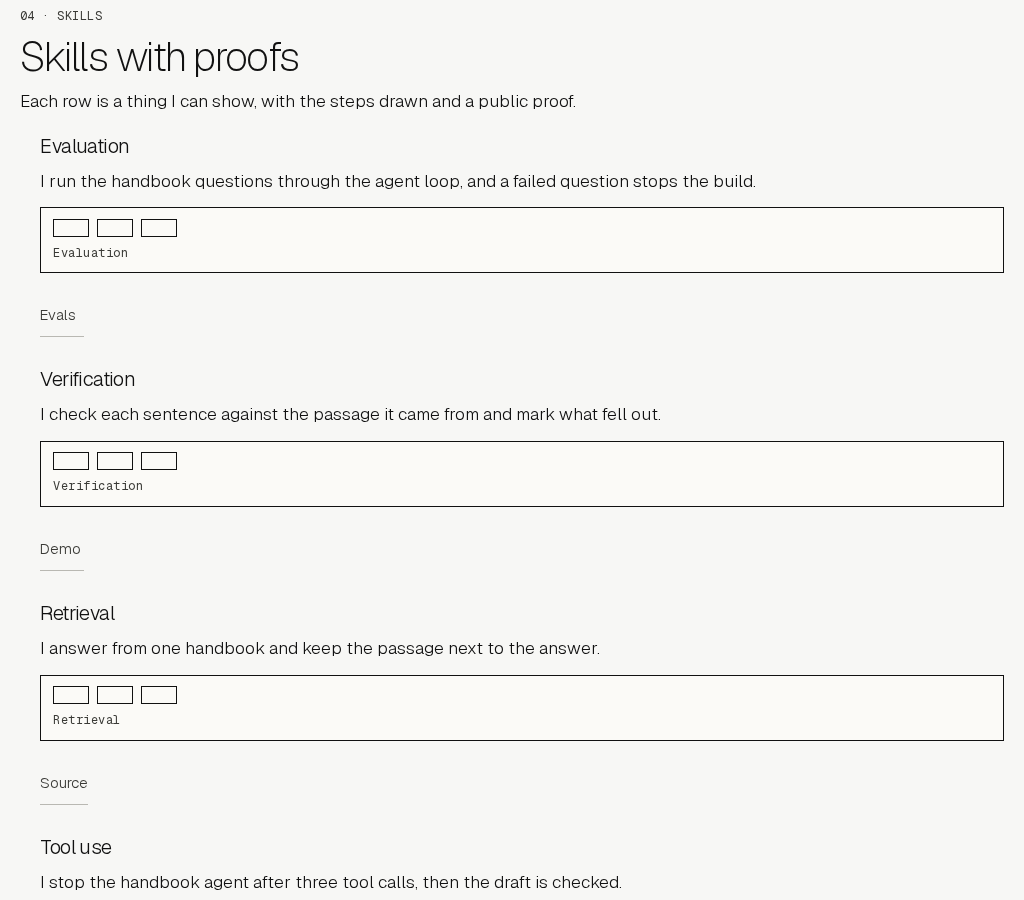 04 · SKILLS
Skills with proofs
Each row is a thing I can show, with the steps drawn and a public proof.
Evaluation
I run the handbook questions through the agent loop, and a failed question stops the build.
Evaluation
Evals
Verification
I check each sentence against the passage it came from and mark what fell out.
Verification
Demo
Retrieval
I answer from one handbook and keep the passage next to the answer.
Retrieval
Source
Tool use
I stop the handbook agent after three tool calls, then the draft is checked.